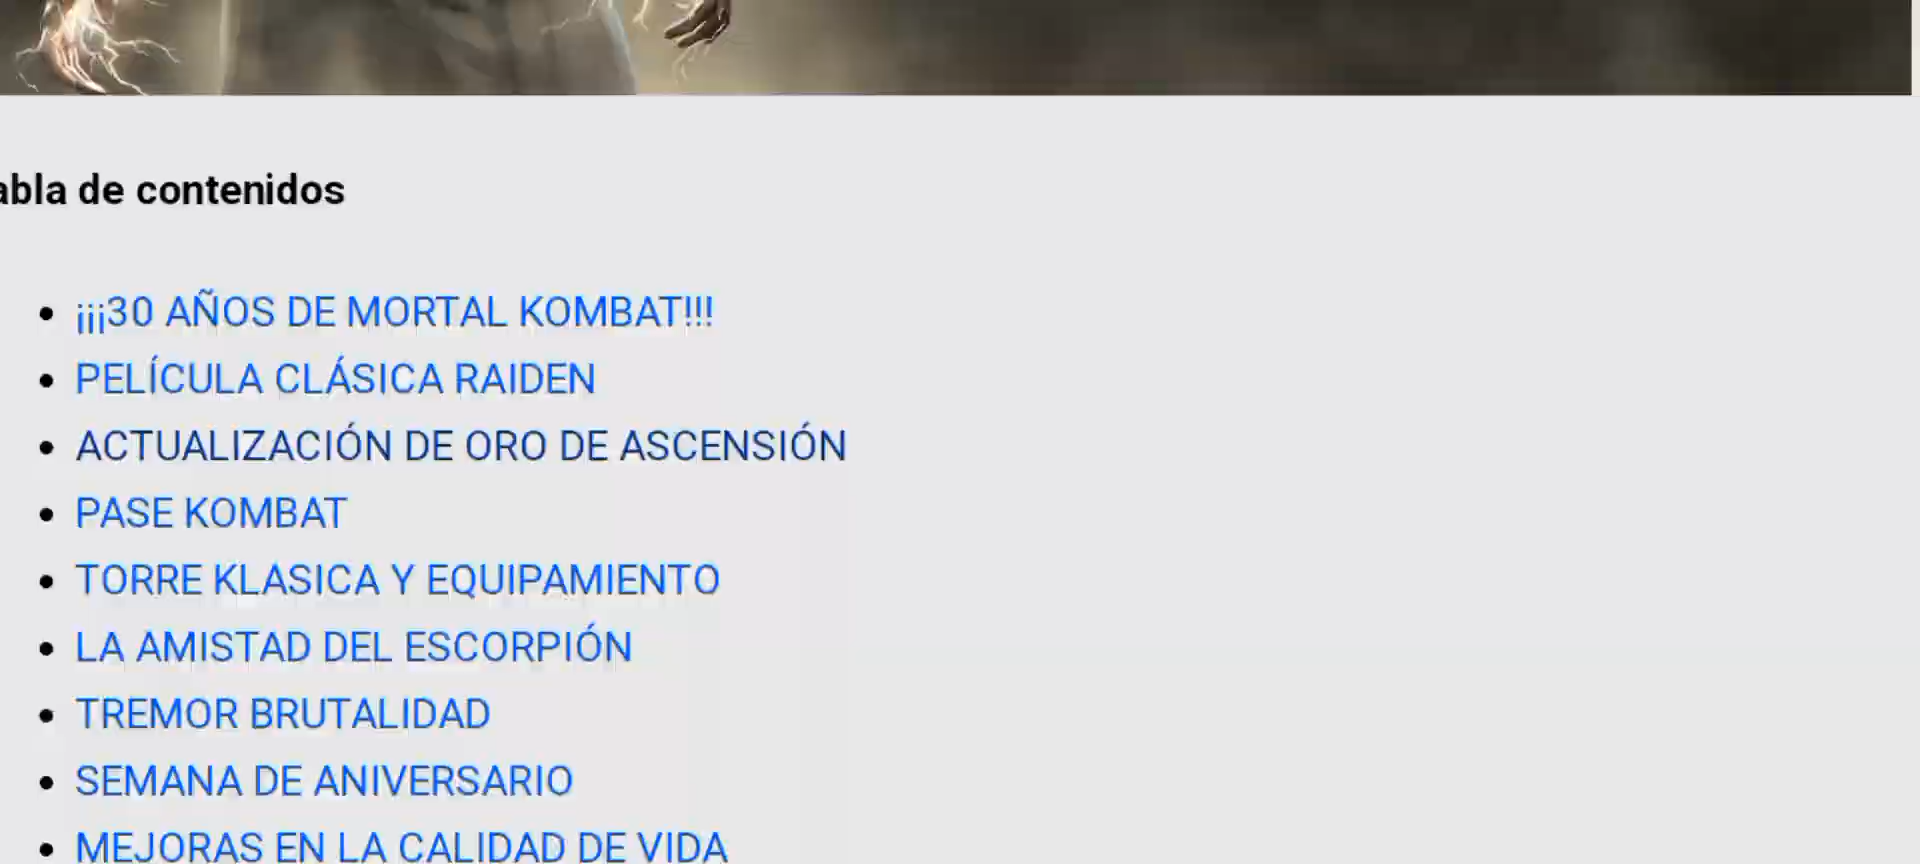 abla de contenidos
¡¡¡30 AÑOS DE MORTAL KOMBAT!!!
PELÍCULA CLÁSICA RAIDEN
ACTUALIZACIÓN DE ORO DE ASCENSIÓN
PASE KOMBAT
TORRE KLASICA Y EQUIPAMIENTO
LA AMISTAD DEL ESCORPIÓN
TREMOR BRUTALIDAD
SEMANA DE ANIVERSARIO
MEJORAS EN LA CALIDAD DE VIDA